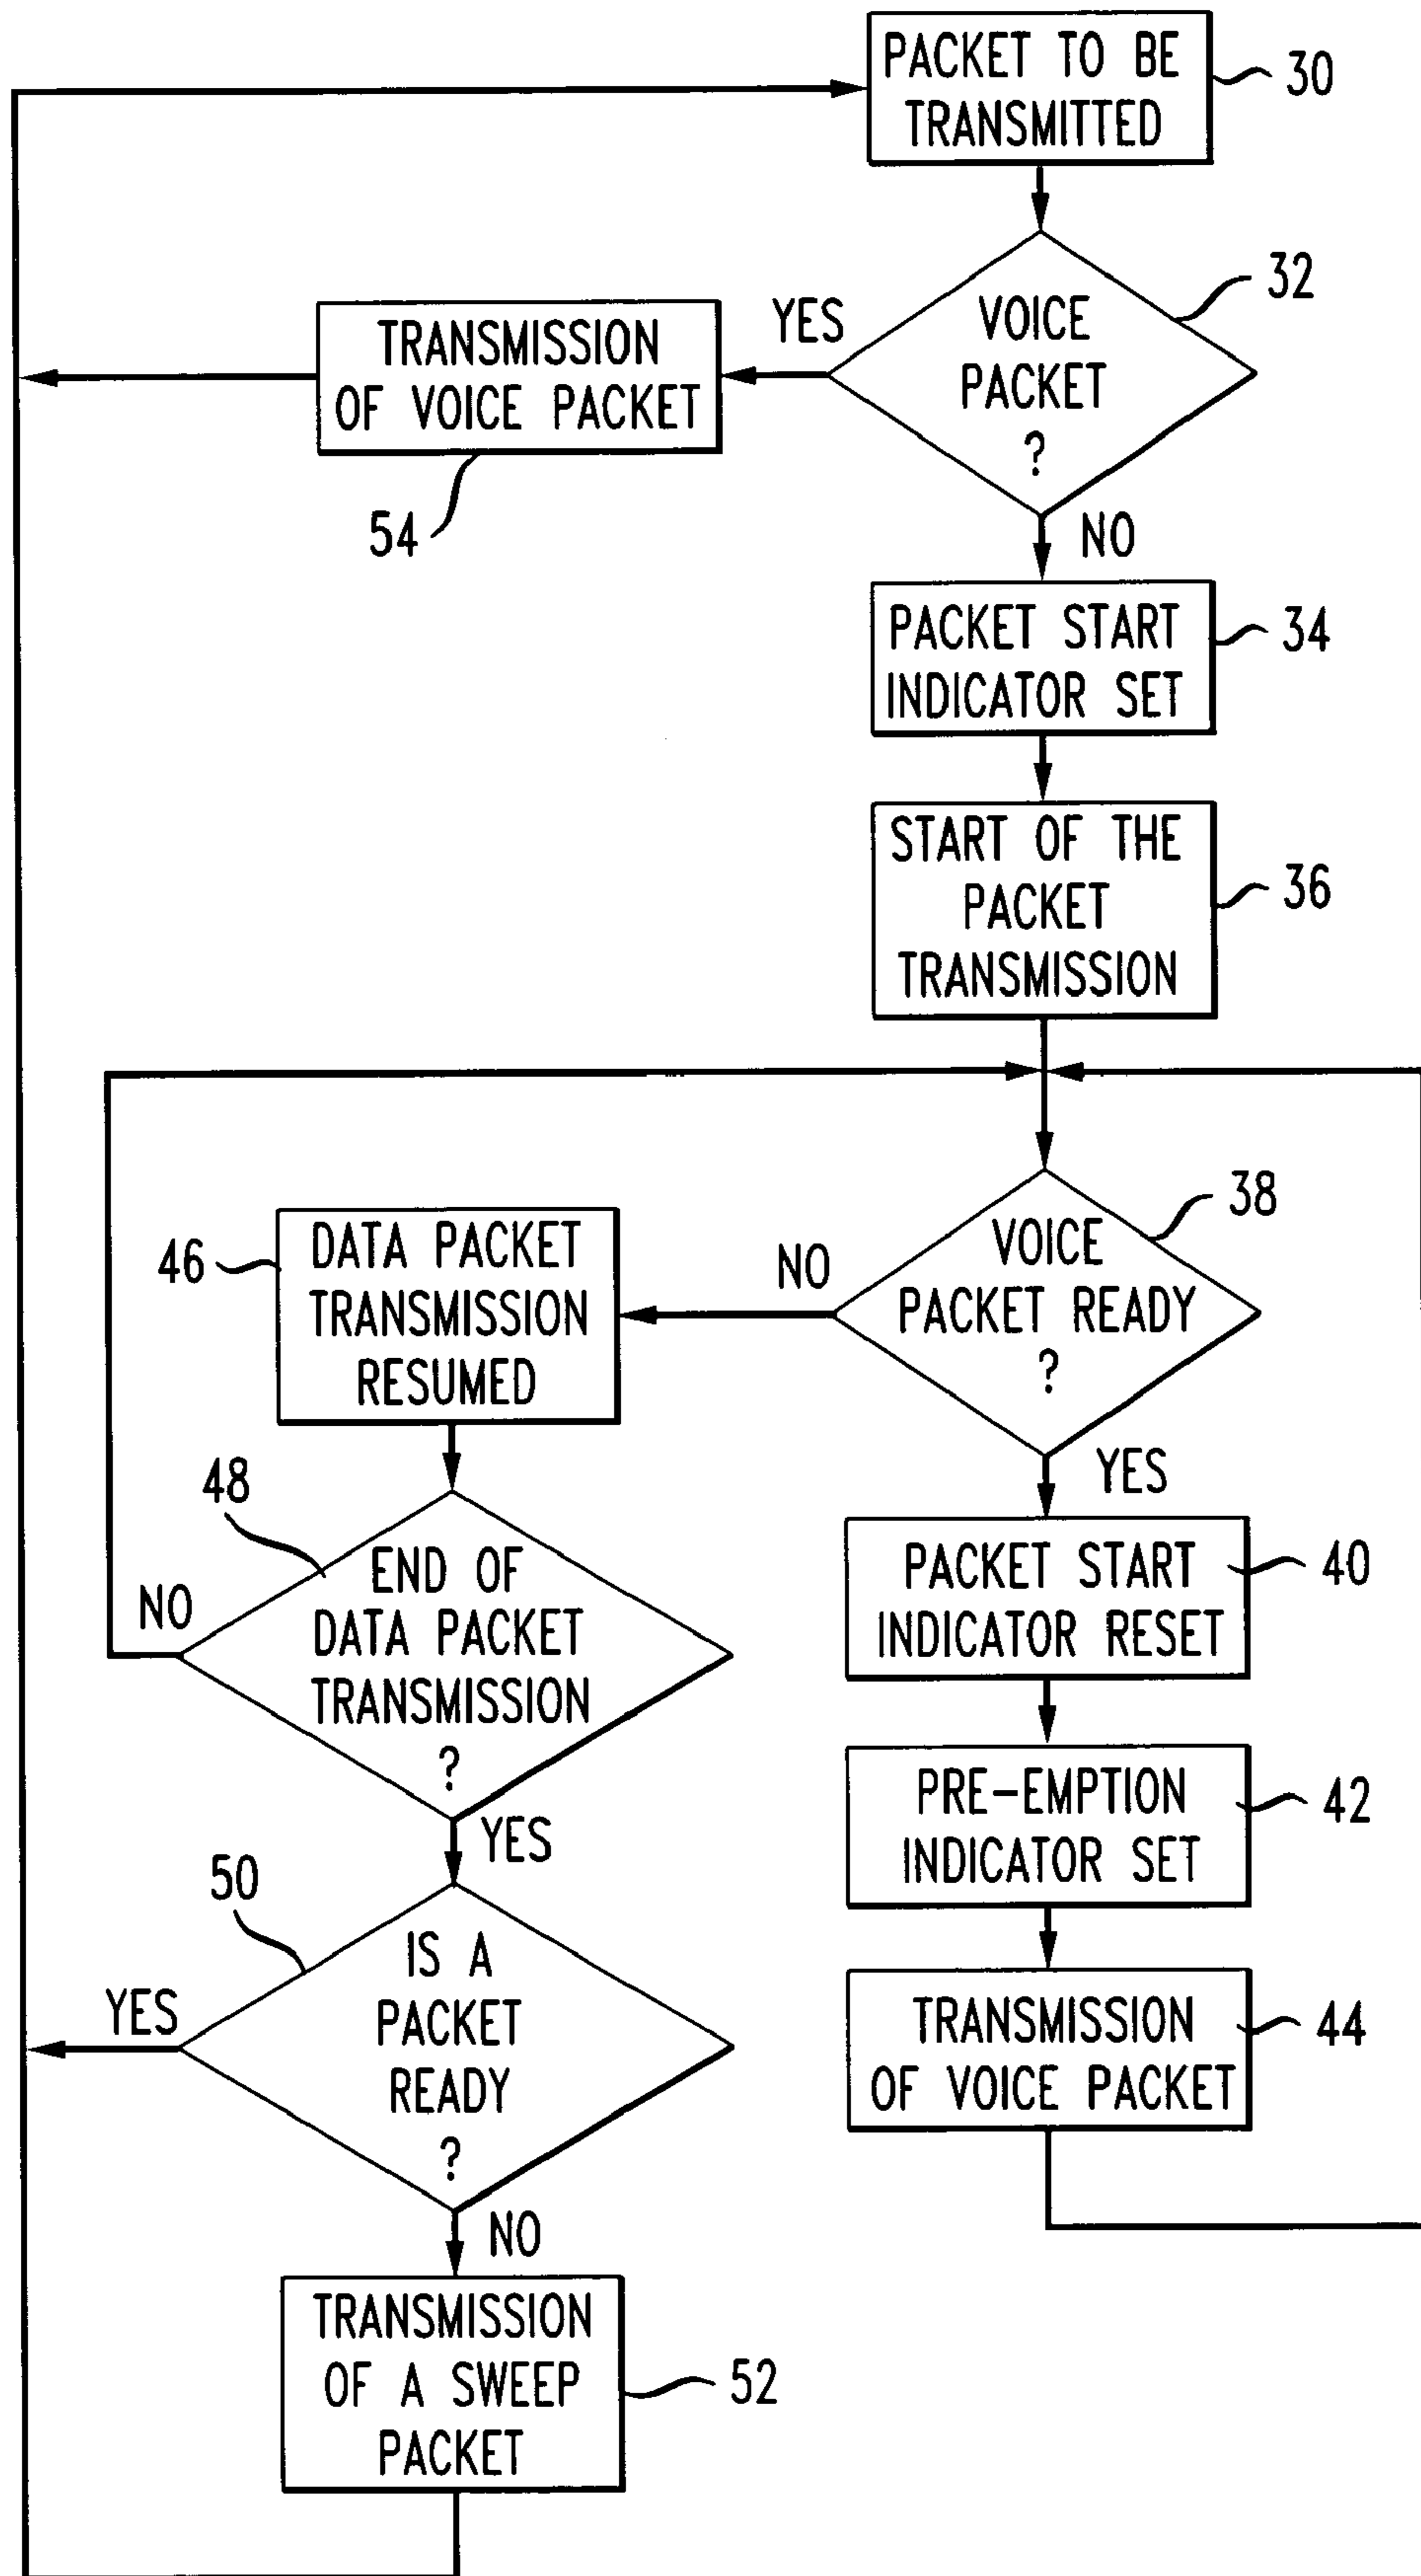 PACKET TO BE
TRANSMITTED
30
VOICE
PACKET
?
32
YES
TRANSMISSION
OF VOICE PACKET
54
NO
PACKET START
INDICATOR SET
34
START OF THE
PACKET
TRANSMISSION
36
VOICE
PACKET READY
?
38
NO
DATA PACKET
TRANSMISSION
RESUMED
46
YES
48
END OF
DATA PACKET
TRANSMISSION
?
NO
PACKET START
INDICATOR RESET
40
PRE-EMPTION
INDICATOR SET
42
YES
50
IS A
PACKET
READY
?
YES
TRANSMISSION
OF VOICE PACKET
44
NO
TRANSMISSION
OF A SWEEP
PACKET
52